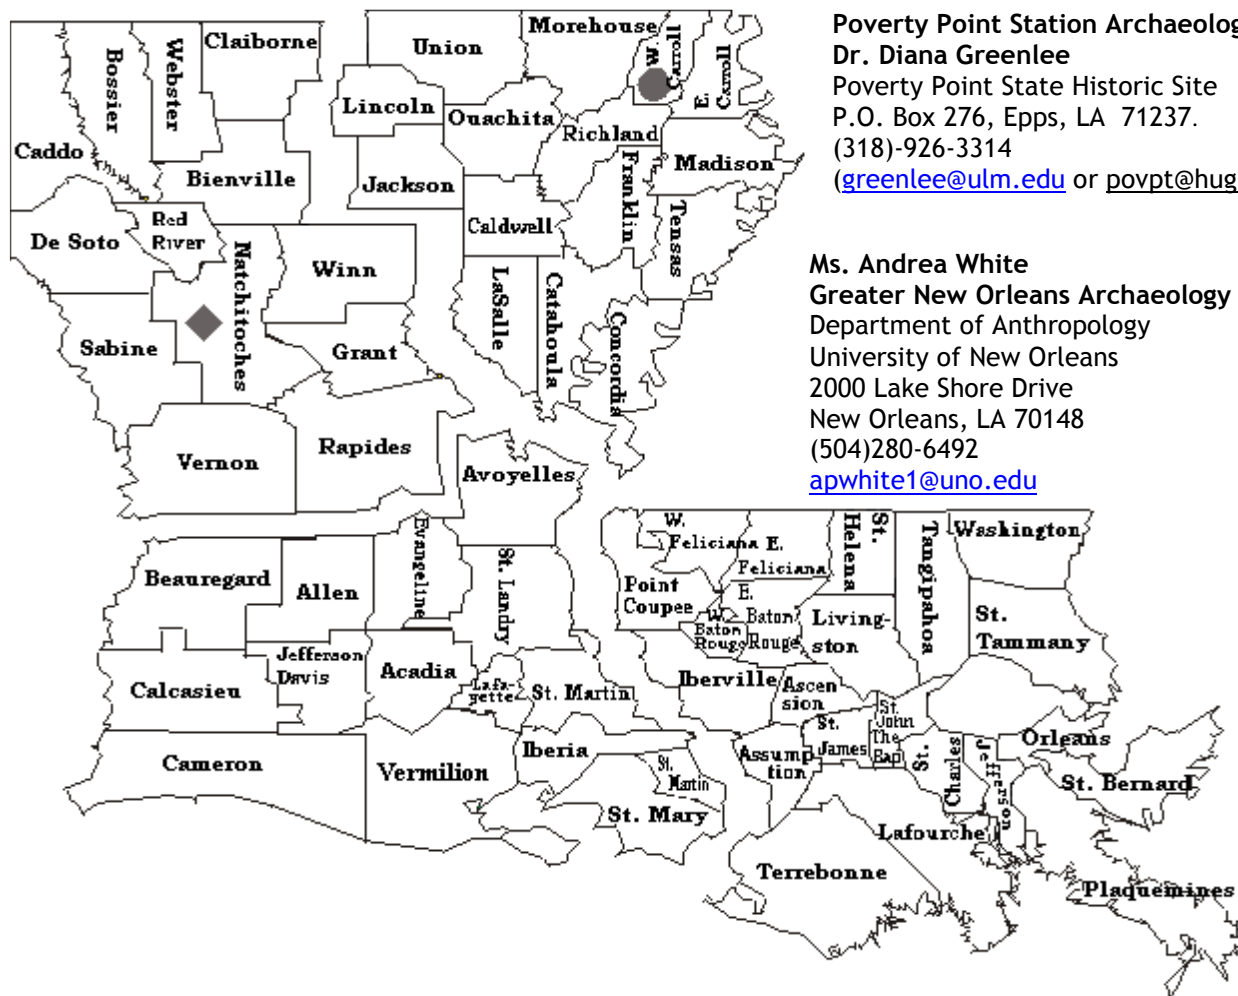 Poverty Point Station Archaeolog
Dr. Diana Greenlee
Poverty Point State Historic Site
P.O. Box 276, Epps, LA 71237.
(318)-926-3314
(greenlee@ulm.edu or povpt@hug
Ms. Andrea White
Greater New Orleans Archaeology
Department of Anthropology
University of New Orleans
2000 Lake Shore Drive
New Orleans, LA 70148
(504)280-6492
apwhite1@uno.edu
Caddo
Bossier
Webster
Claiborne
Union
Morehouse
W.
Carroll
E.
Carroll
Lincoln
Ouachita
Richland
Madison
Bienville
Jackson
Franklin
Tensas
De Soto
Red
River
Natchitoches
Winn
Caldwell
LaSalle
Catahoula
Concordia
Sabine
Grant
Vernon
Rapides
Avoyelles
Beauregard
Allen
Evangeline
St. Landry
Point
Coupee
W.
Feliciana
E.
Feliciana
St.
Helena
Tangipahoa
Washington
E.
Baton
Rouge
W.
Baton
Rouge
Living-
ston
St.
Tammany
Calcasieu
Jefferson
Davis
Acadia
Lafa-
yette
St. Martin
Iberville
Ascen-
sion
St.
James
St.
John
The
Bap
Cameron
Vermilion
Iberia
St.
Martin
St. Mary
Assump
tion
St.
Charles
Jefferson
Orleans
St. Bernard
Lafourche
Terrebonne
Plaquemines